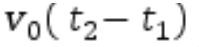 v₀( t₂− t₁)